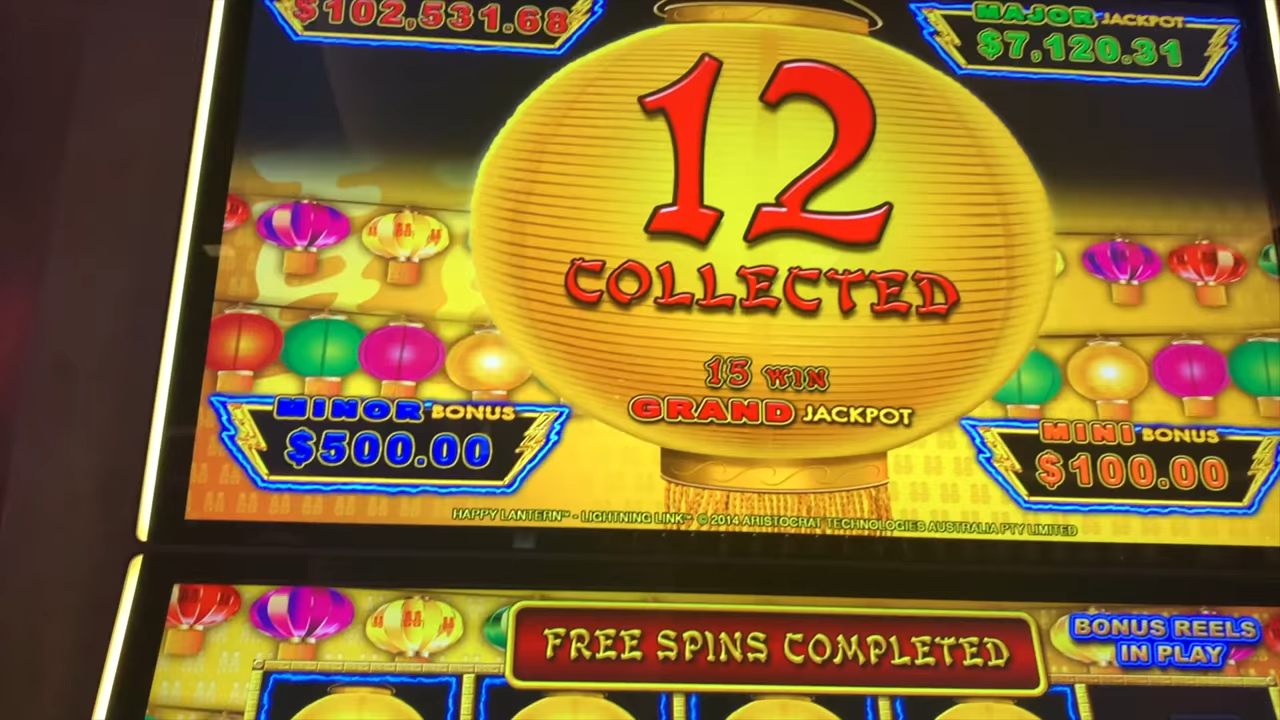 $102,531.68
MAJOR JACKPOT
$7,120.31
12
COLLECTED
15 WIN
GRAND JACKPOT
MINOR BONUS
$500.00
MINI BONUS
$100.00
HAPPY LANTERN™ - LIGHTNING LINK™ © 2014 ARISTOCRAT TECHNOLOGIES AUSTRALIA PTY LIMITED
FREE SPINS COMPLETED
BONUS REELS
IN PLAY